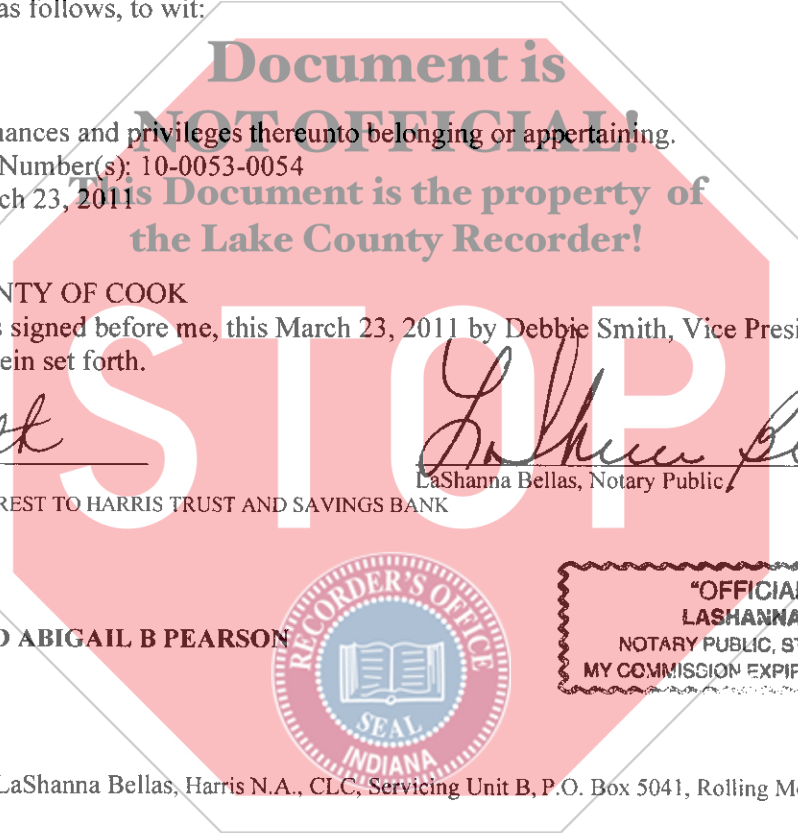 as follows, to wit:
Document is
NOT OFFICIAL!
nances and privileges thereunto belonging or appertaining.
Number(s): 10-0053-0054
ch 23, 2011
This Document is the property of
the Lake County Recorder!
NTY OF COOK
s signed before me, this March 23, 2011 by Debbie Smith, Vice Presi
ein set forth.
STOP
LaShanna Bellas, Notary Public
REST TO HARRIS TRUST AND SAVINGS BANK
"OFFICIAL
LASHANNA
NOTARY PUBLIC, ST
MY COMMISSION EXPIR
RECORDER'S OFFICE
SEAL
INDIANA
D ABIGAIL B PEARSON
LaShanna Bellas, Harris N.A., CLC, Servicing Unit B, P.O. Box 5041, Rolling Me